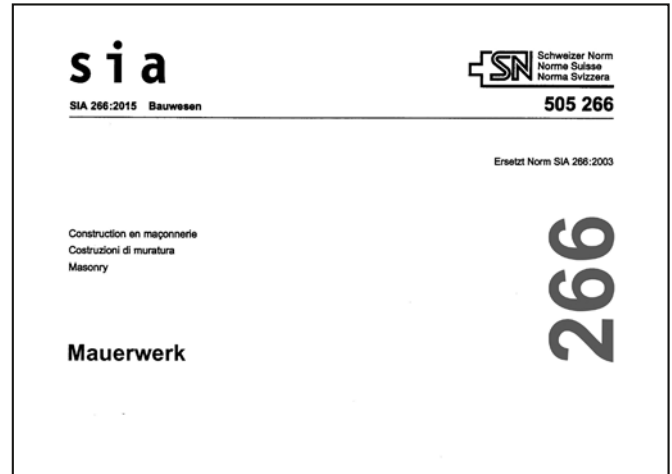 sia
SN
Schweizer Norm
Norme Suisse
Norma Svizzera
SIA 266:2015 Bauwesen
505 266
Ersetzt Norm SIA 266:2003
Construction en maçonnerie
Costruzioni di muratura
Masonry
266
Mauerwerk